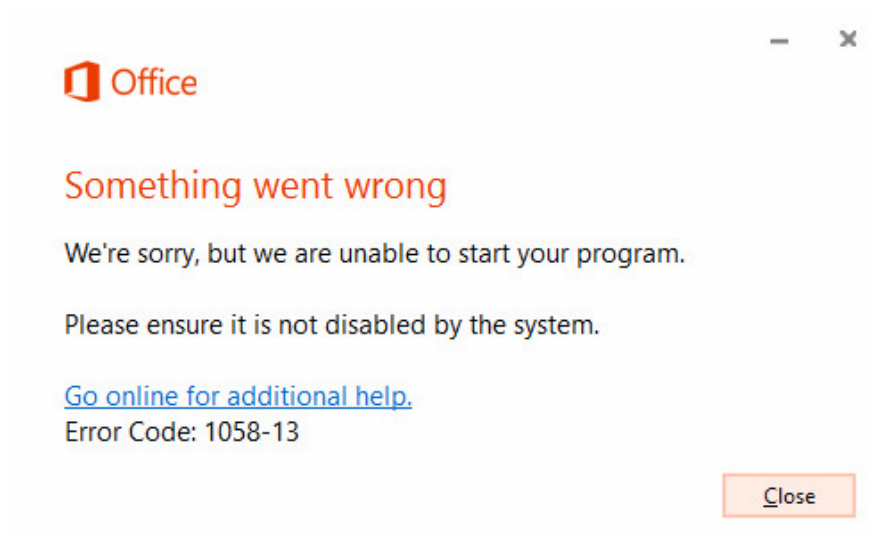 Office
Something went wrong
We're sorry, but we are unable to start your program.
Please ensure it is not disabled by the system.
Go online for additional help.
Error Code: 1058-13
Close